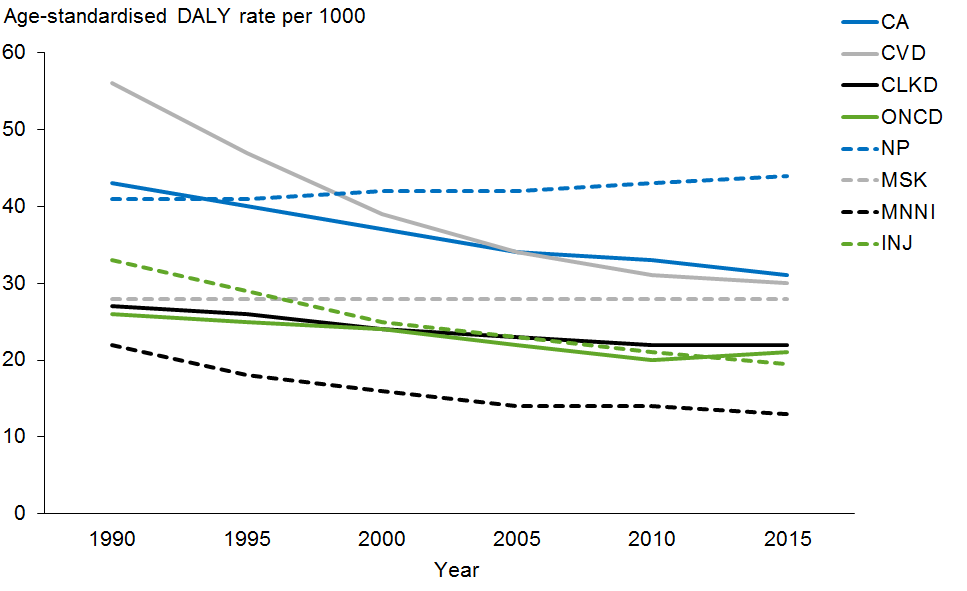 Age-standardised DALY rate per 1000
60
50
40
30
20
10
0
1990 1995 2000 2005 2010 2015
Year
CA
CVD
CLKD
ONCD
NP
MSK
MNNI
INJ